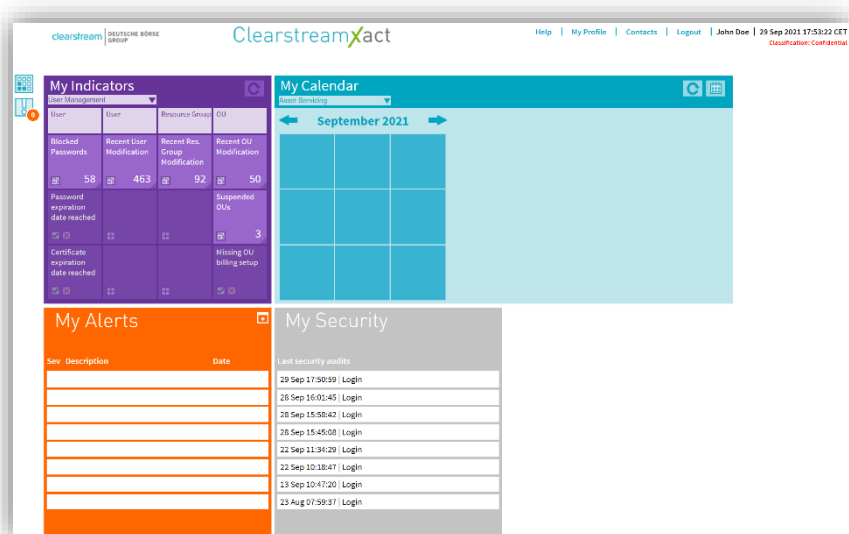 clearstream DEUTSCHE BÖRSE GROUP
ClearstreamXact
Help | My Profile | Contacts | Logout | John Doe | 29 Sep 2021 17:53:22 CET
Classification: Confidential
0
My Indicators
User Management
User User Resource Group OU
Blocked Passwords 58
Recent User Modification 463
Recent Res. Group Modification 92
Recent OU Modification 50
Password expiration date reached
Suspended OUs 3
Certificate expiration date reached
Missing OU billing setup
My Calendar
Asset Servicing
September 2021
My Alerts
Sev Description Date
My Security
Last security audits
29 Sep 17:50:59 | Login
28 Sep 16:01:45 | Login
28 Sep 15:58:42 | Login
28 Sep 15:45:08 | Login
22 Sep 11:34:29 | Login
22 Sep 10:18:47 | Login
13 Sep 10:47:20 | Login
23 Aug 07:59:37 | Login